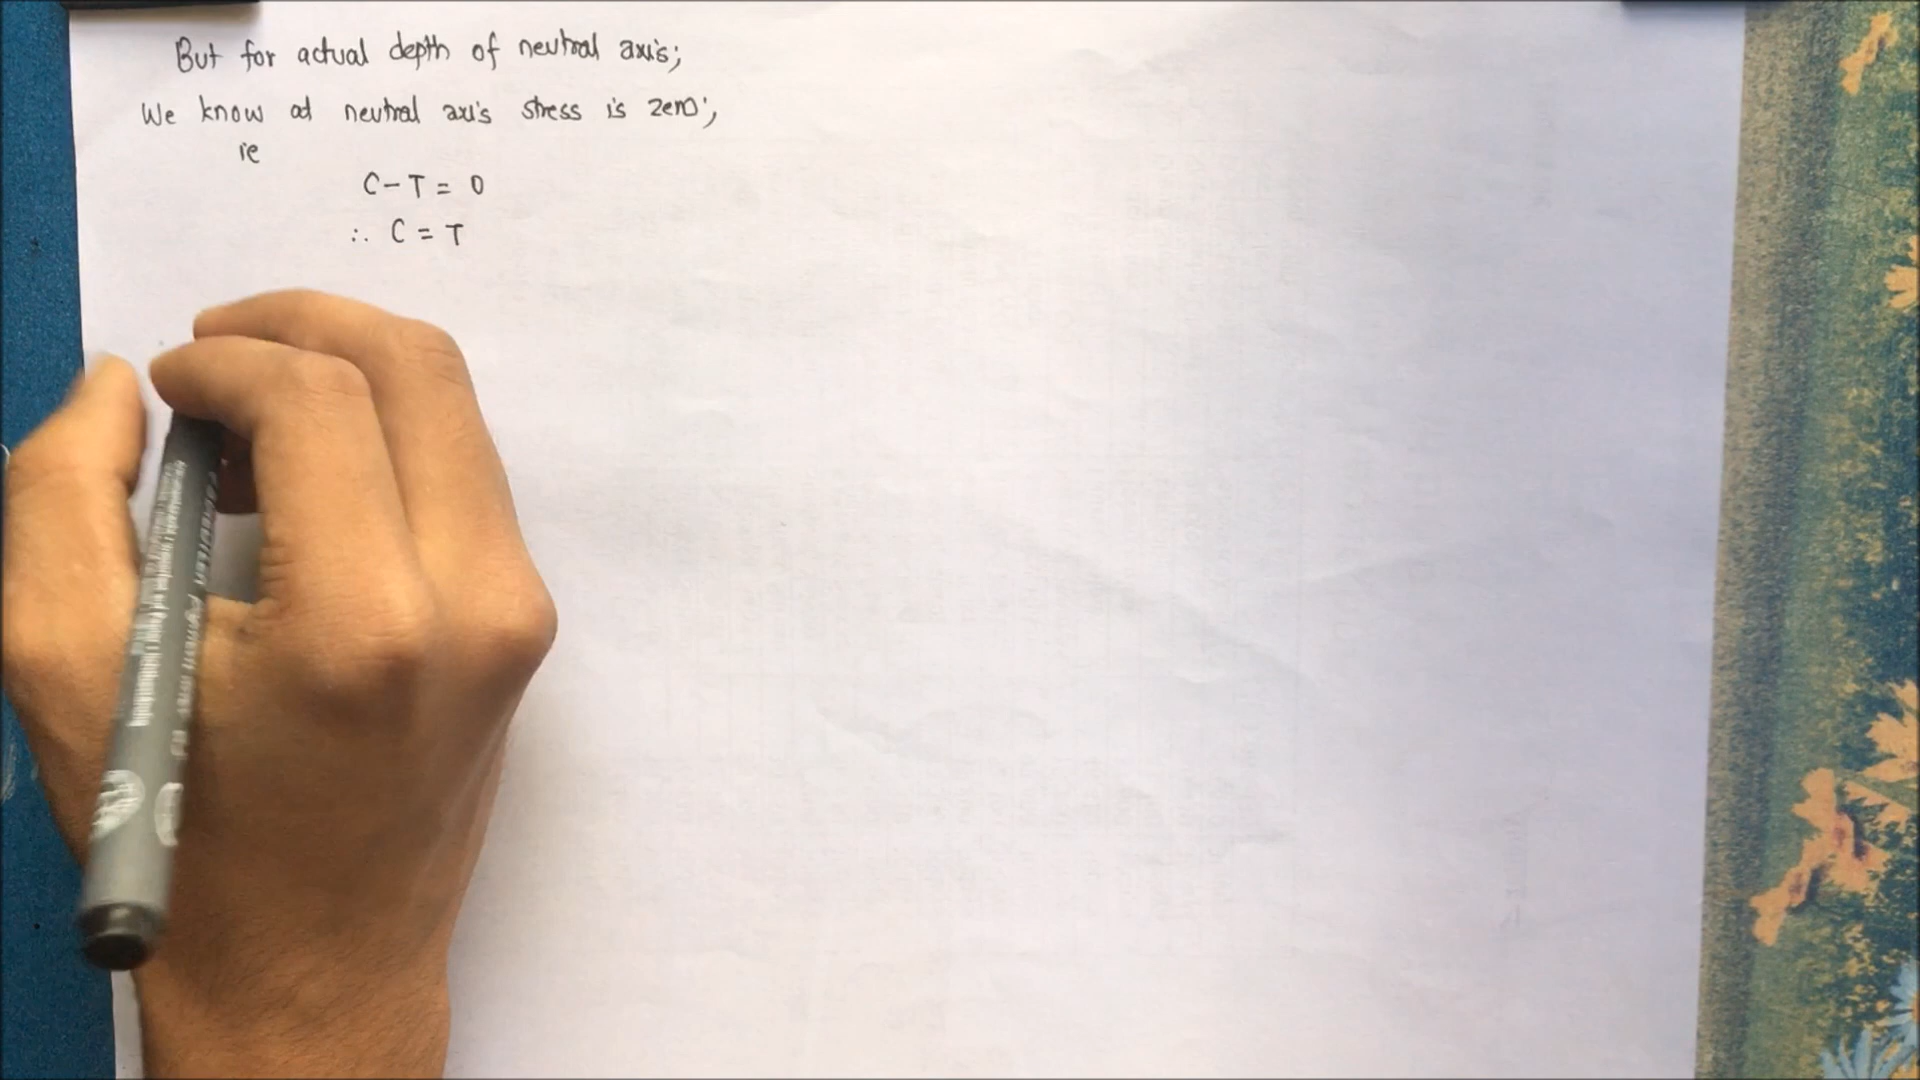 But for actual depth of neutral axis;
We know at neutral axis stress is zero;
ie
C - T = 0
∴ C = T